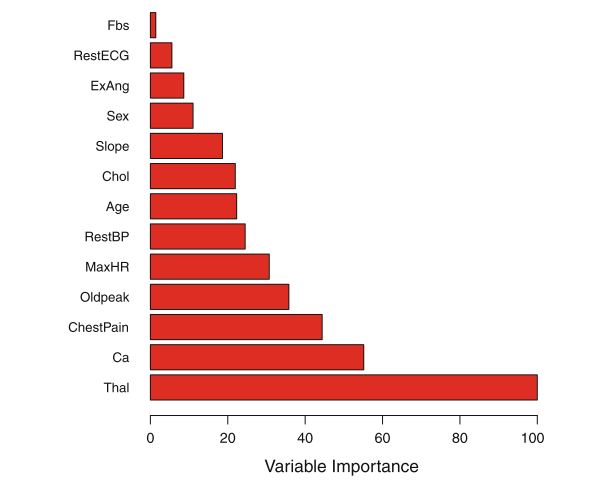 Fbs
RestECG
ExAng
Sex
Slope
Chol
Age
RestBP
MaxHR
Oldpeak
ChestPain
Ca
Thal
0 20 40 60 80 100
Variable Importance